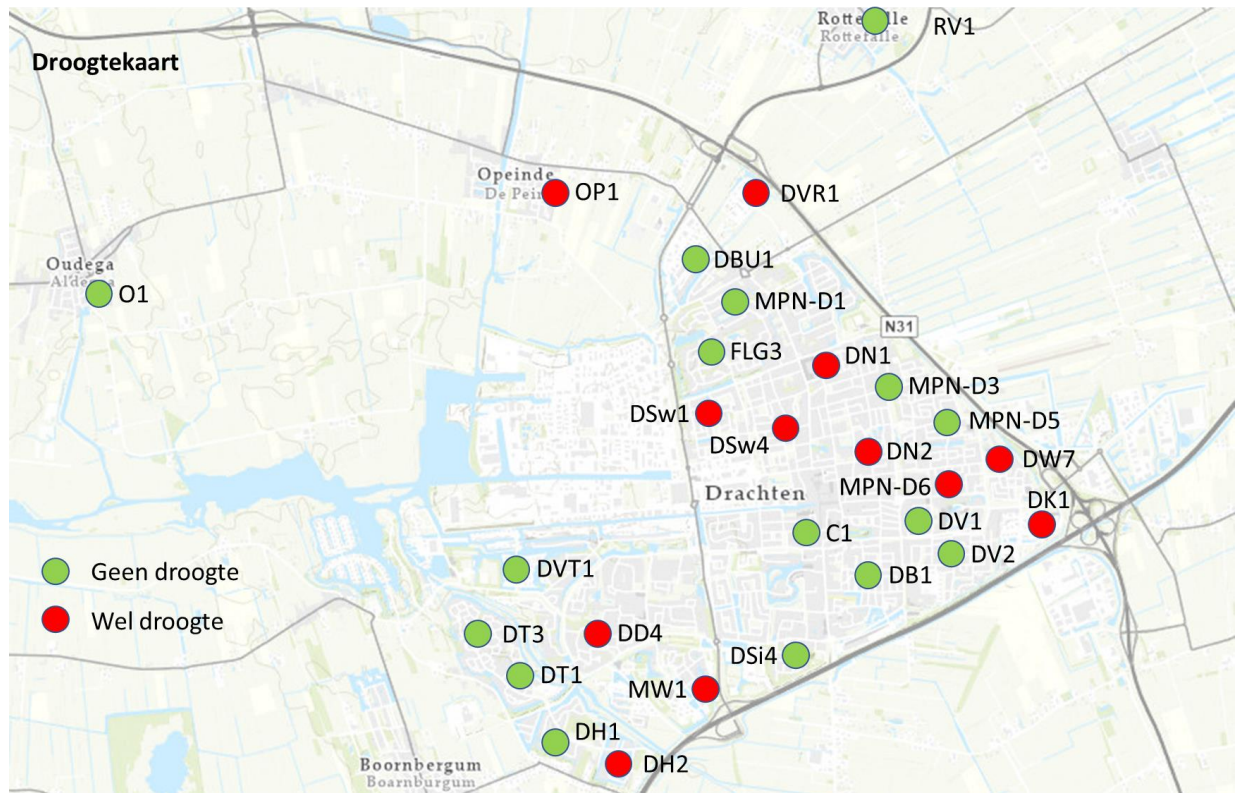 Rottefalle
Rottefalle
RV1
Droogtekaart
Opeinde
De Pein
OP1
DVR1
DBU1
Oudega
Aldega
O1
MPN-D1
N31
FLG3
DN1
MPN-D3
DSw1
MPN-D5
DSw4
DN2
DW7
MPN-D6
Drachten
DK1
DV1
C1
DV2
Geen droogte
DVT1
DB1
Wel droogte
DT3
DD4
DSi4
DT1
MW1
DH1
Boornbergum
Boarnburgum
DH2